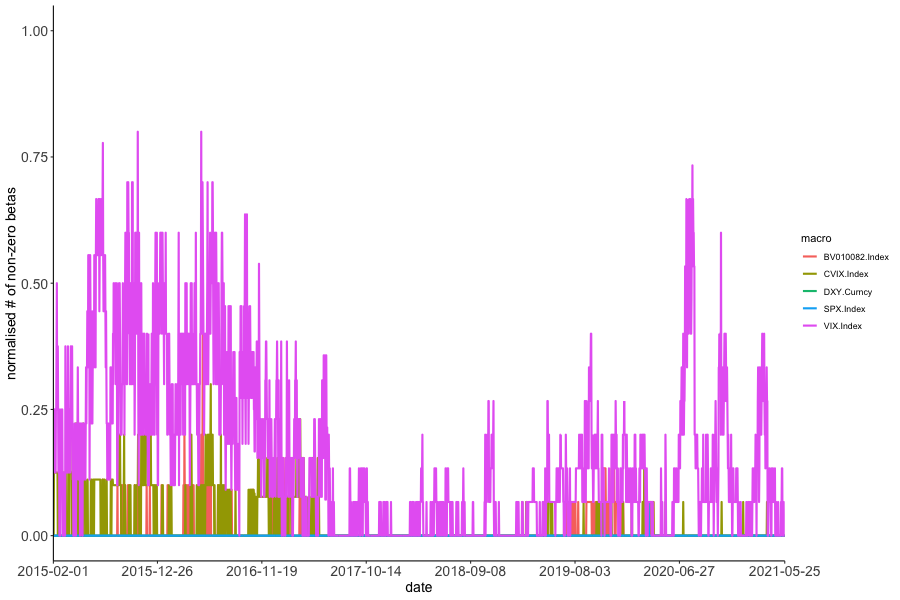 normalised # of non-zero betas
1.00
0.75
0.50
0.25
0.00
2015-02-01 2015-12-26 2016-11-19 2017-10-14 2018-09-08 2019-08-03 2020-06-27 2021-05-25
date
macro
BV010082.Index
CVIX.Index
DXY.Curncy
SPX.Index
VIX.Index